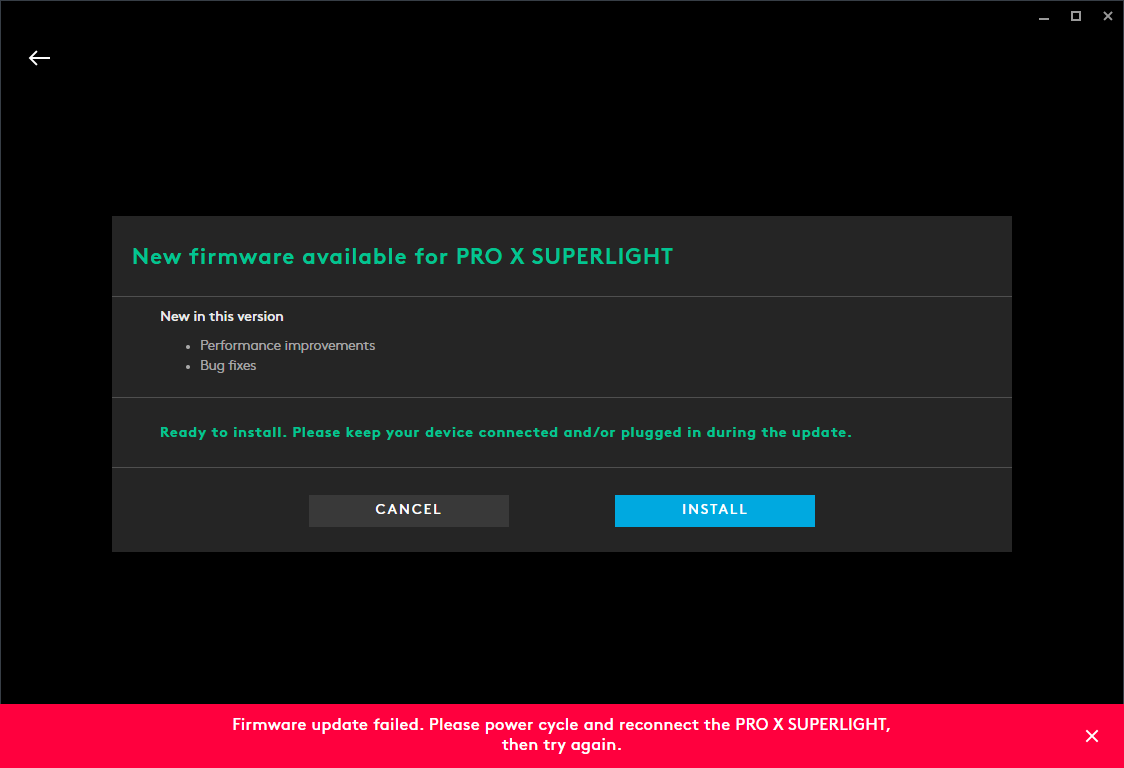 New firmware available for PRO X SUPERLIGHT
New in this version
Performance improvements
Bug fixes
Ready to install. Please keep your device connected and/or plugged in during the update.
CANCEL
INSTALL
Firmware update failed. Please power cycle and reconnect the PRO X SUPERLIGHT,
then try again.